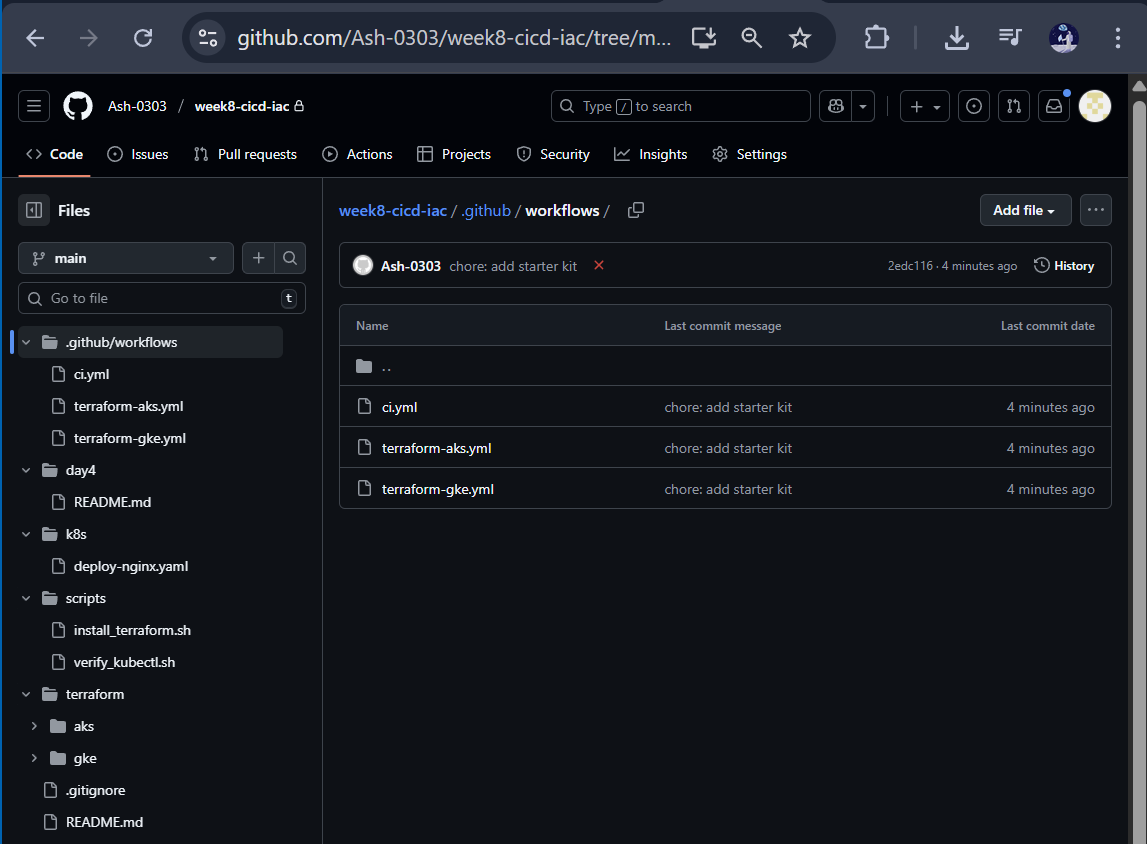 github.com/Ash-0303/week8-cicd-iac/tree/m...
Ash-0303 / week8-cicd-iac
Type / to search
Code
Issues
Pull requests
Actions
Projects
Security
Insights
Settings
Files
week8-cicd-iac / .github / workflows /
Add file
main
Ash-0303 chore: add starter kit
2edc116 · 4 minutes ago
History
Go to file
t
Name Last commit message Last commit date
.github/workflows
..
ci.yml
ci.yml chore: add starter kit 4 minutes ago
terraform-aks.yml
terraform-aks.yml chore: add starter kit 4 minutes ago
terraform-gke.yml
terraform-gke.yml chore: add starter kit 4 minutes ago
day4
README.md
k8s
deploy-nginx.yaml
scripts
install_terraform.sh
verify_kubectl.sh
terraform
aks
gke
.gitignore
README.md